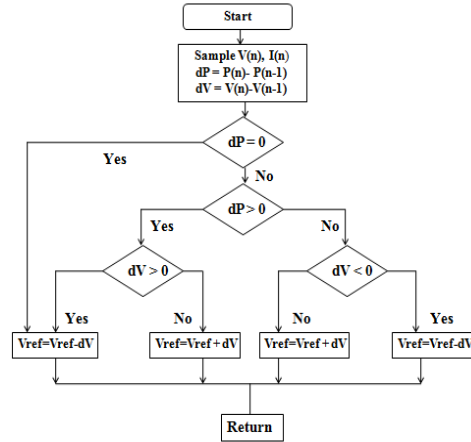 Start
Sample V(n), I(n)
dP = P(n)- P(n-1)
dV = V(n)-V(n-1)
dP = 0
Yes
No
dP > 0
Yes
No
dV > 0
dV < 0
Yes
No
No
Yes
Vref=Vref-dV
Vref=Vref + dV
Vref=Vref + dV
Vref=Vref-dV
Return